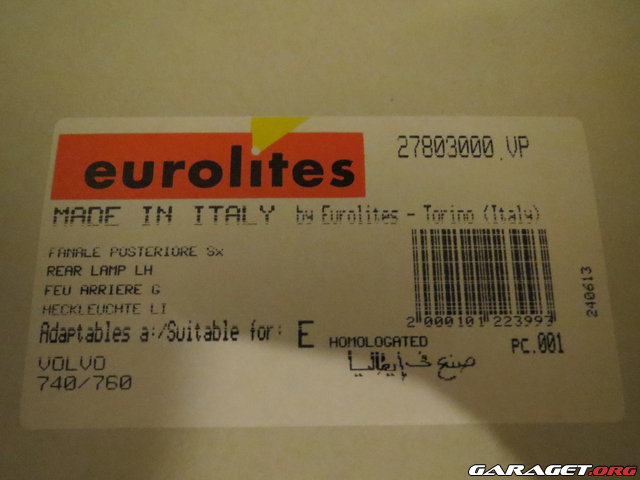 eurolites
27803000.VP
MADE IN ITALY by Eurolites - Torino (Italy)
FANALE POSTERIORE Sx
REAR LAMP LH
FEU ARRIERE G
HECKLEUCHTE LI
Adaptables a:/Suitable for: E HOMOLOGATED
VOLVO
740/760
2 000101 223993
240613
PC.001
صنع في إيطاليا
GARAGET.ORG